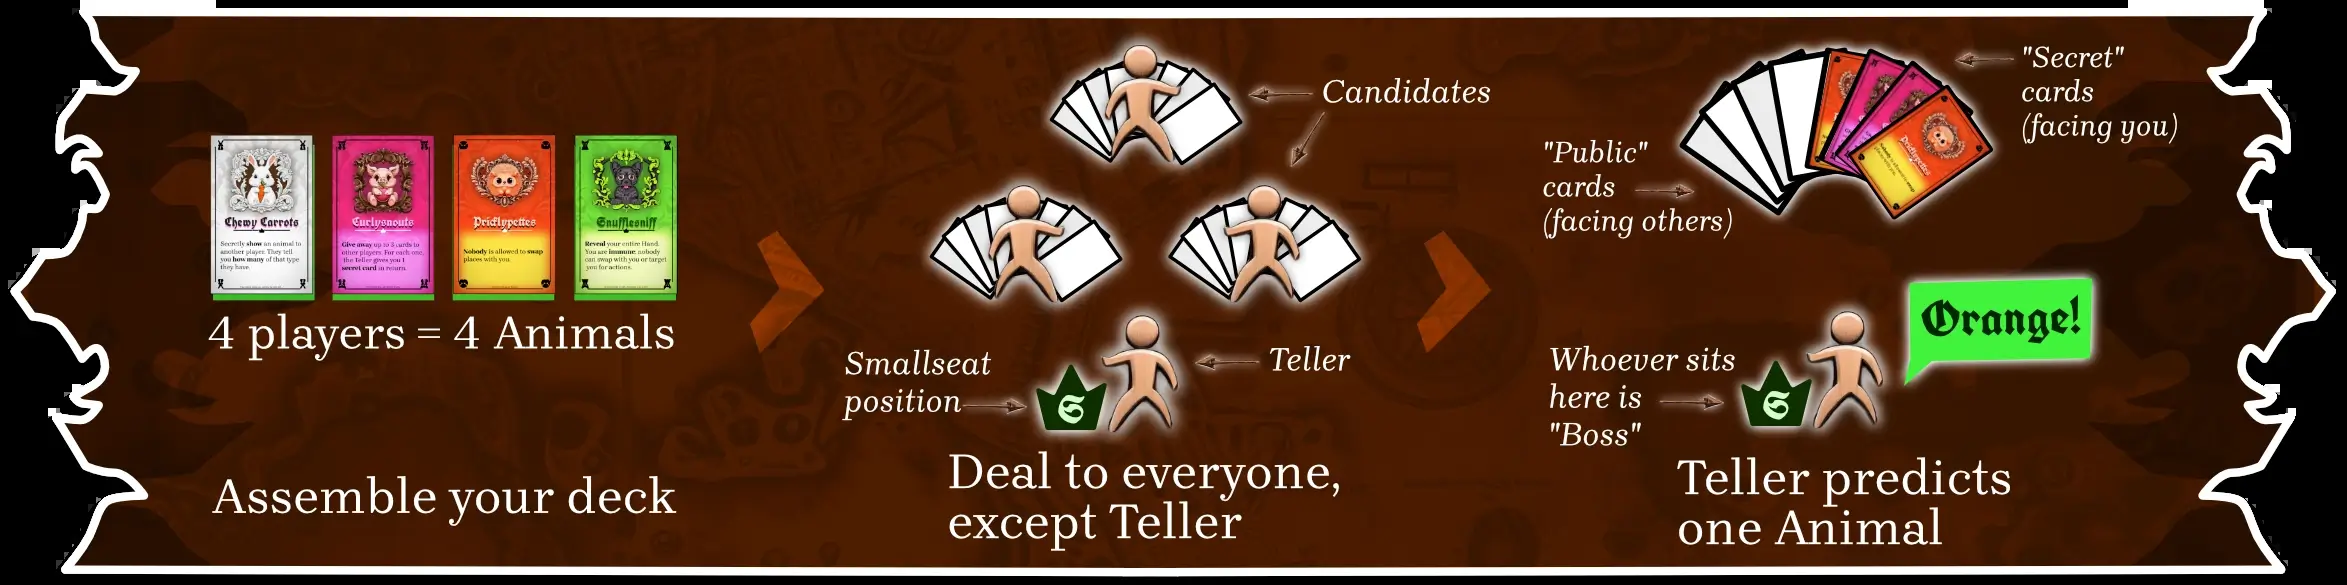 Chewy Carrots
Secretly show an animal to
another player. They tell
you how many of that type
they have.
Curlysnouts
Give away up to 3 cards to
other players. For each one,
the Teller gives you 1
secret card in return.
Pricklypettes
Nobody is allowed to swap
places with you.
Snufflesniff
Reveal your entire Hand.
You are immune: nobody
can swap with you or target
you for actions.
4 players = 4 Animals
Assemble your deck
Candidates
Smallseat
position
S
Teller
Deal to everyone,
except Teller
"Secret"
cards
(facing you)
"Public"
cards
(facing others)
Pricklypettes
Orange!
Whoever sits
here is
"Boss"
S
Teller predicts
one Animal